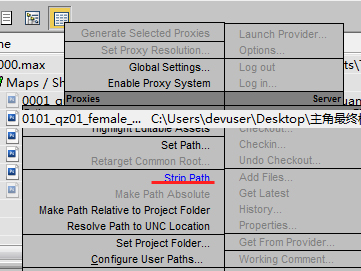 Generate Selected Proxies
Launch Provider...
Set Proxy Resolution...
Options...
Global Settings...
Log out
Enable Proxy System
Log in...
Proxies
Server
000.max
Maps / Sh
0001_
0101_qz01_female_... C:\Users\devuser\Desktop\主角最终
Highlight Editable Assets
Checkout...
Set Path...
Checkin...
Retarget Common Root...
Undo Checkout...
Strip Path
Add Files...
Make Path Absolute
Get Latest
Make Path Relative to Project Folder
History...
Resolve Path to UNC Location
Properties...
Set Project Folder...
Get From Provider...
Configure User Paths...
Working Comment...